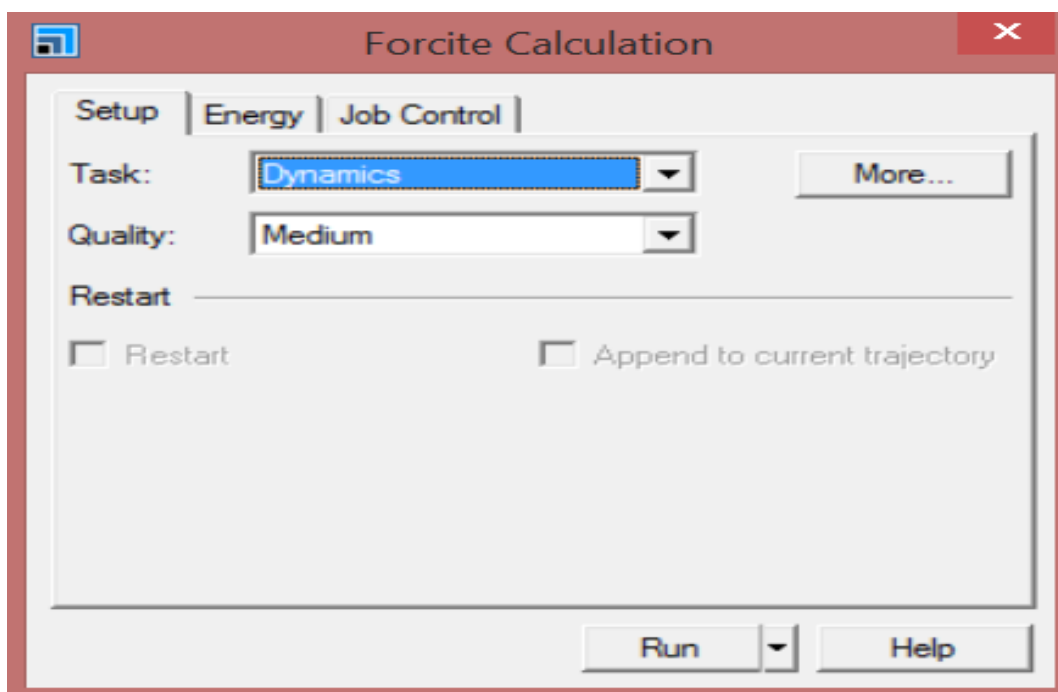 Forcite Calculation
Setup Energy Job Control
Task: Dynamics More...
Quality: Medium
Restart
Restart Append to current trajectory
Run Help